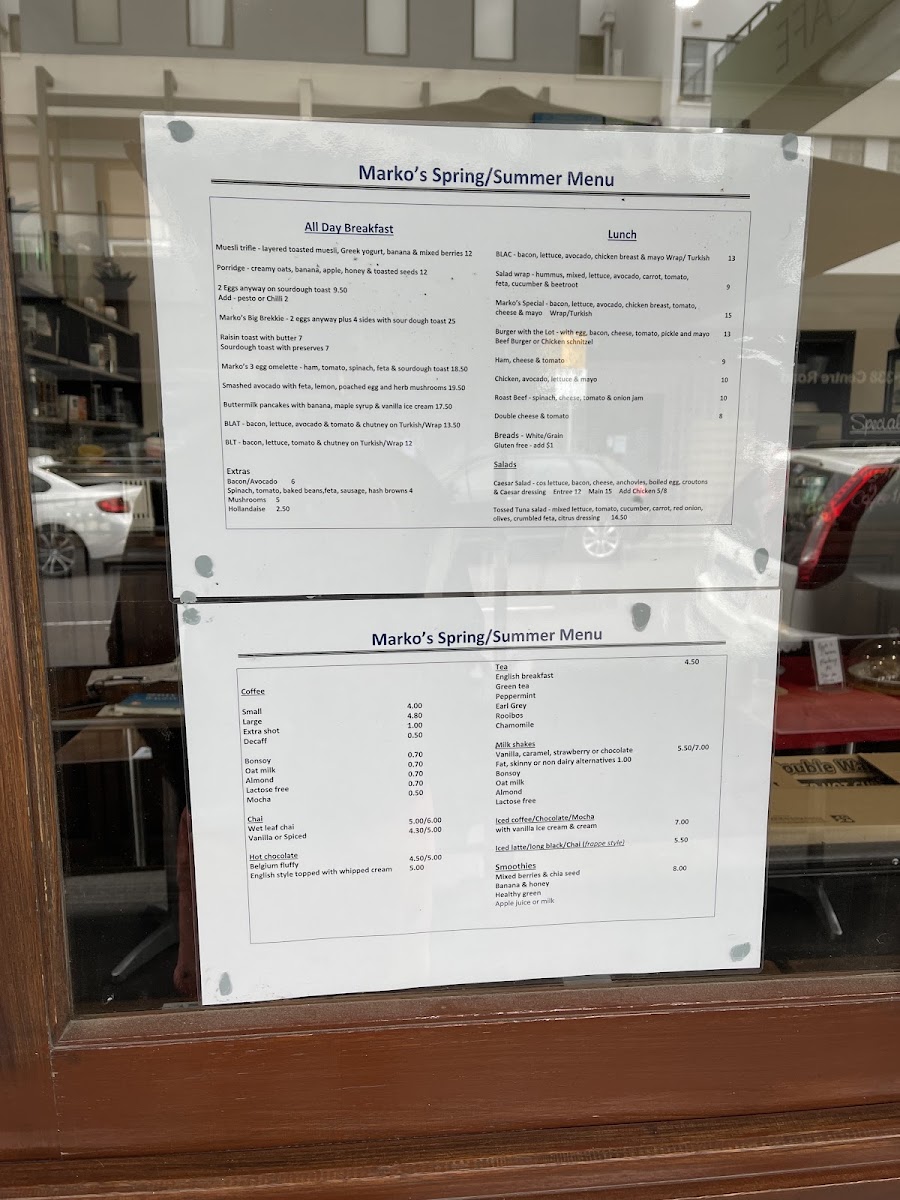 CAFE
Marko's Spring/Summer Menu
All Day Breakfast
Muesli trifle - layered toasted muesli, Greek yogurt, banana & mixed berries 12
Porridge - creamy oats, banana, apple, honey & toasted seeds 12
2 Eggs anyway on sourdough toast 9.50
Add - pesto or Chilli 2
Marko's Big Brekkie - 2 eggs anyway plus 4 sides with sour dough toast 25
Raisin toast with butter 7
Sourdough toast with preserves 7
Marko's 3 egg omelette - ham, tomato, spinach, feta & sourdough toast 18.50
Smashed avocado with feta, lemon, poached egg and herb mushrooms 19.50
Buttermilk pancakes with banana, maple syrup & vanilla ice cream 17.50
BLAT - bacon, lettuce, avocado & tomato & chutney on Turkish/Wrap 13.50
BLT - bacon, lettuce, tomato & chutney on Turkish/Wrap 12
Extras
Bacon/Avocado 6
Spinach, tomato, baked beans,feta, sausage, hash browns 4
Mushrooms 5
Hollandaise 2.50
Lunch
BLAC - bacon, lettuce, avocado, chicken breast & mayo Wrap/ Turkish 13
Salad wrap - hummus, mixed, lettuce, avocado, carrot, tomato,
feta, cucumber & beetroot 9
Marko's Special - bacon, lettuce, avocado, chicken breast, tomato,
cheese & mayo Wrap/Turkish 15
Burger with the Lot - with egg, bacon, cheese, tomato, pickle and mayo 13
Beef Burger or Chicken schnitzel
Ham, cheese & tomato 9
Chicken, avocado, lettuce & mayo 10
Roast Beef - spinach, cheese, tomato & onion jam 10
Double cheese & tomato 8
Breads - White/Grain
Gluten free - add $1
Salads
Caesar Salad - cos lettuce, bacon, cheese, anchovies, boiled egg, croutons
& Caesar dressing Entree 12 Main 15 Add Chicken 5/8
Tossed Tuna salad - mixed lettuce, tomato, cucumber, carrot, red onion,
olives, crumbled feta, citrus dressing 14.50
Marko's Spring/Summer Menu
Coffee
Small 4.00
Large 4.80
Extra shot 1.00
Decaff 0.50
Bonsoy 0.70
Oat milk 0.70
Almond 0.70
Lactose free 0.70
Mocha 0.50
Chai
Wet leaf chai 5.00/6.00
Vanilla or Spiced 4.30/5.00
Hot chocolate
Belgium fluffy 4.50/5.00
English style topped with whipped cream 5.00
Tea 4.50
English breakfast
Green tea
Peppermint
Earl Grey
Rooibos
Chamomile
Milk shakes
Vanilla, caramel, strawberry or chocolate 5.50/7.00
Fat, skinny or non dairy alternatives 1.00
Bonsoy
Oat milk
Almond
Lactose free
Iced coffee/Chocolate/Mocha
with vanilla ice cream & cream 7.00
Iced latte/long black/Chai (frappe style) 5.50
Smoothies
Mixed berries & chia seed 8.00
Banana & honey
Healthy green
Apple juice or milk
Special
338 Centre Ro